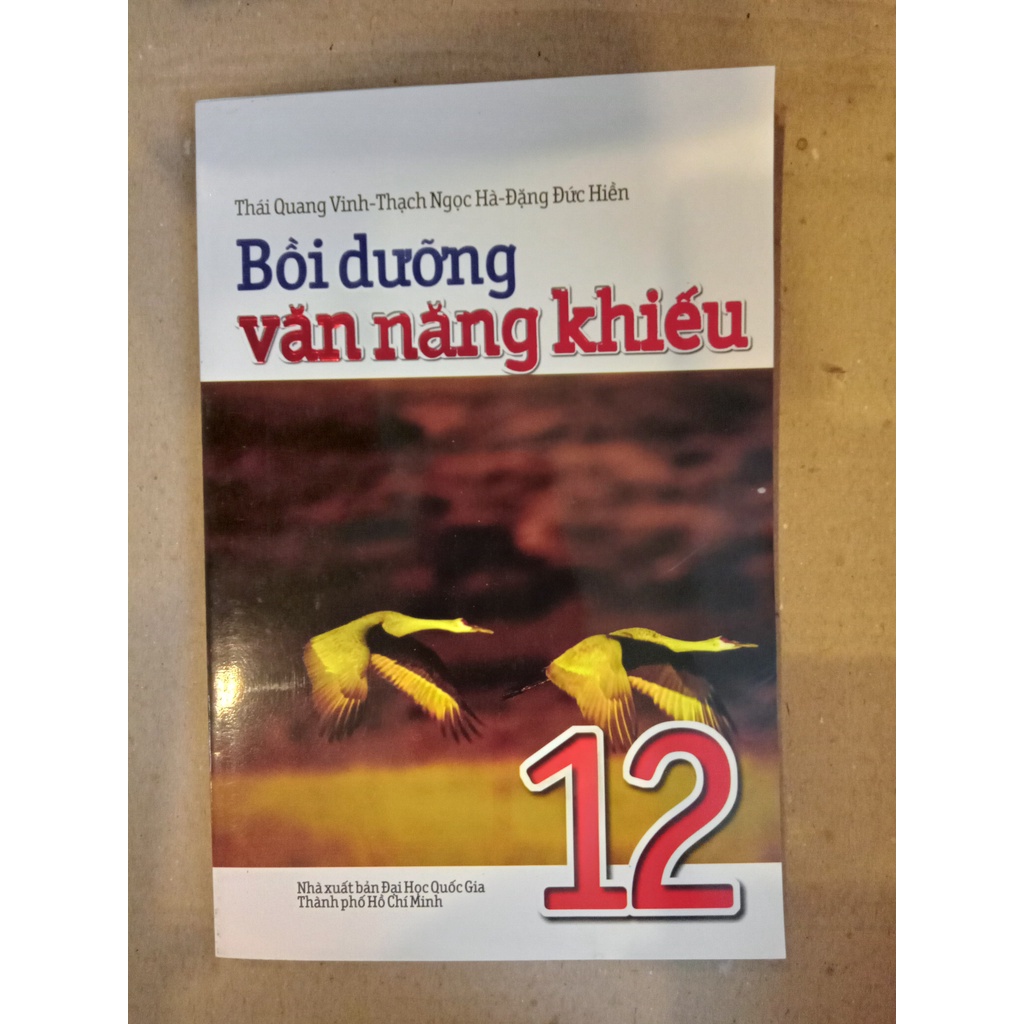 Thái Quang Vinh-Thạch Ngọc Hà-Đặng Đức Hiền
Bồi dưỡng
văn năng khiếu
12
Nhà xuất bản Đại Học Quốc Gia
Thành phố Hồ Chí Minh